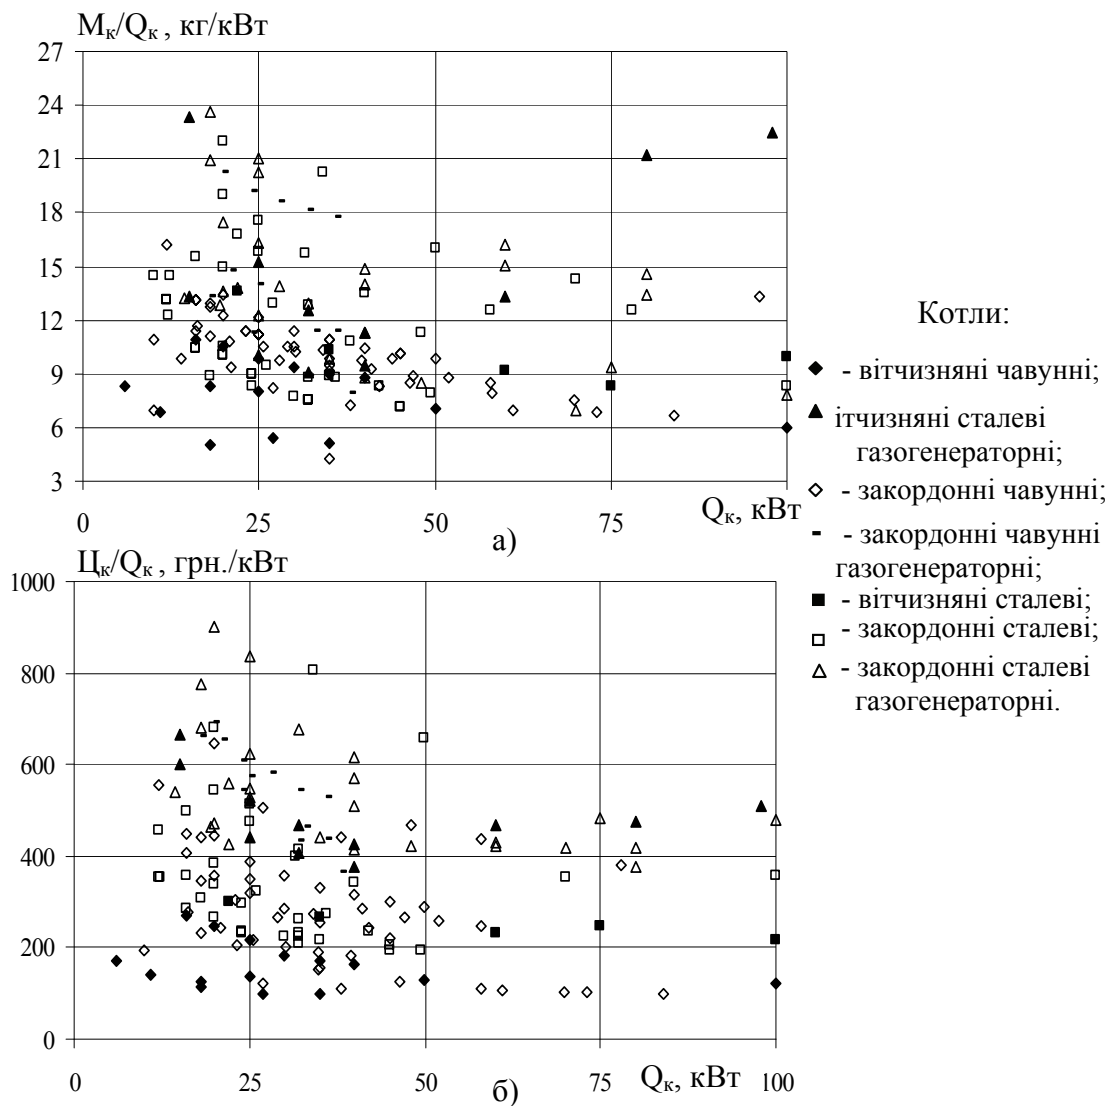 Мк/Qк , кг/кВт
27
24
21
18
15
12
9
6
3
0
25
50
75
Qк, кВт
а)
Цк/Qк , грн./кВт
1000
800
600
400
200
0
0
25
50
75
100
Qк, кВт
б)
Котли:
- вітчизняні чавунні;
ітчизняні сталеві
газогенераторні;
- закордонні чавунні;
- закордонні чавунні
газогенераторні;
- вітчизняні сталеві;
- закордонні сталеві;
- закордонні сталеві
газогенераторні.